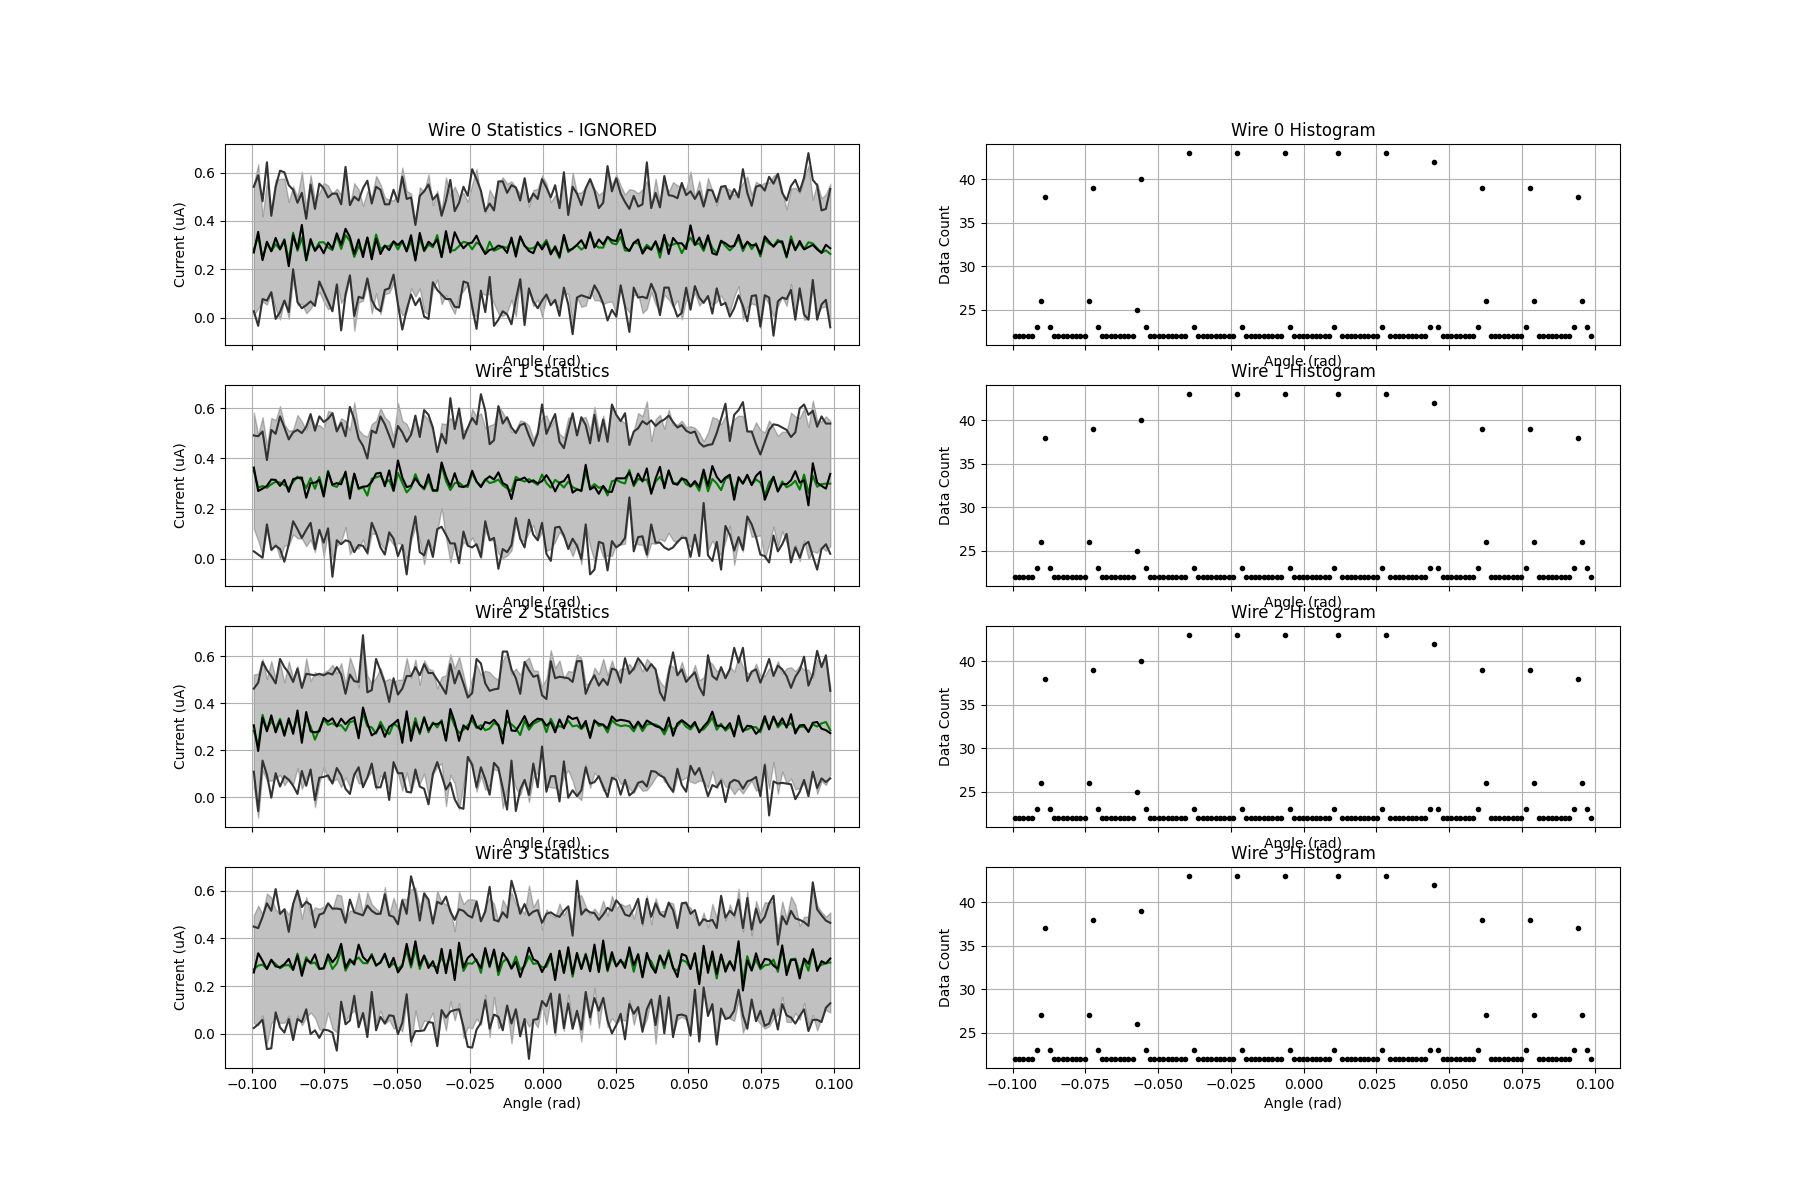 Wire 0 Statistics - IGNORED
Current (uA)
0.6
0.4
0.2
0.0
Angle (rad)
Wire 0 Histogram
Data Count
40
35
30
25
Angle (rad)
Wire 1 Statistics
Current (uA)
0.6
0.4
0.2
0.0
Angle (rad)
Wire 1 Histogram
Data Count
40
35
30
25
Angle (rad)
Wire 2 Statistics
Current (uA)
0.6
0.4
0.2
0.0
Angle (rad)
Wire 2 Histogram
Data Count
40
35
30
25
Angle (rad)
Wire 3 Statistics
Current (uA)
0.6
0.4
0.2
0.0
−0.100 −0.075 −0.050 −0.025 0.000 0.025 0.050 0.075 0.100
Angle (rad)
Wire 3 Histogram
Data Count
40
35
30
25
−0.100 −0.075 −0.050 −0.025 0.000 0.025 0.050 0.075 0.100
Angle (rad)